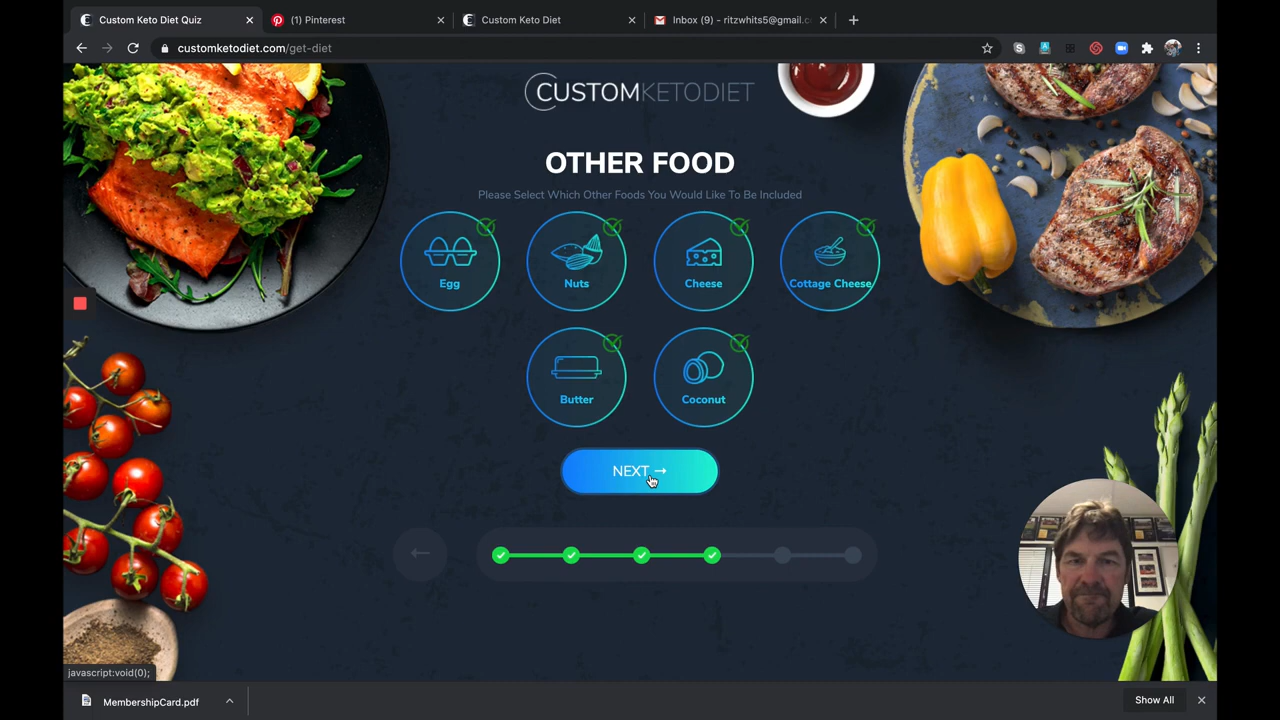 Custom Keto Diet Quiz
(1) Pinterest
Custom Keto Diet
Inbox (9) - ritzwhits5@gmail.c
customketodiet.com/get-diet
CUSTOMKETODIET
OTHER FOOD
Please Select Which Other Foods You Would Like To Be Included
Egg
Nuts
Cheese
Cottage Cheese
Butter
Coconut
NEXT →
javascript:void(0);
MembershipCard.pdf
Show All